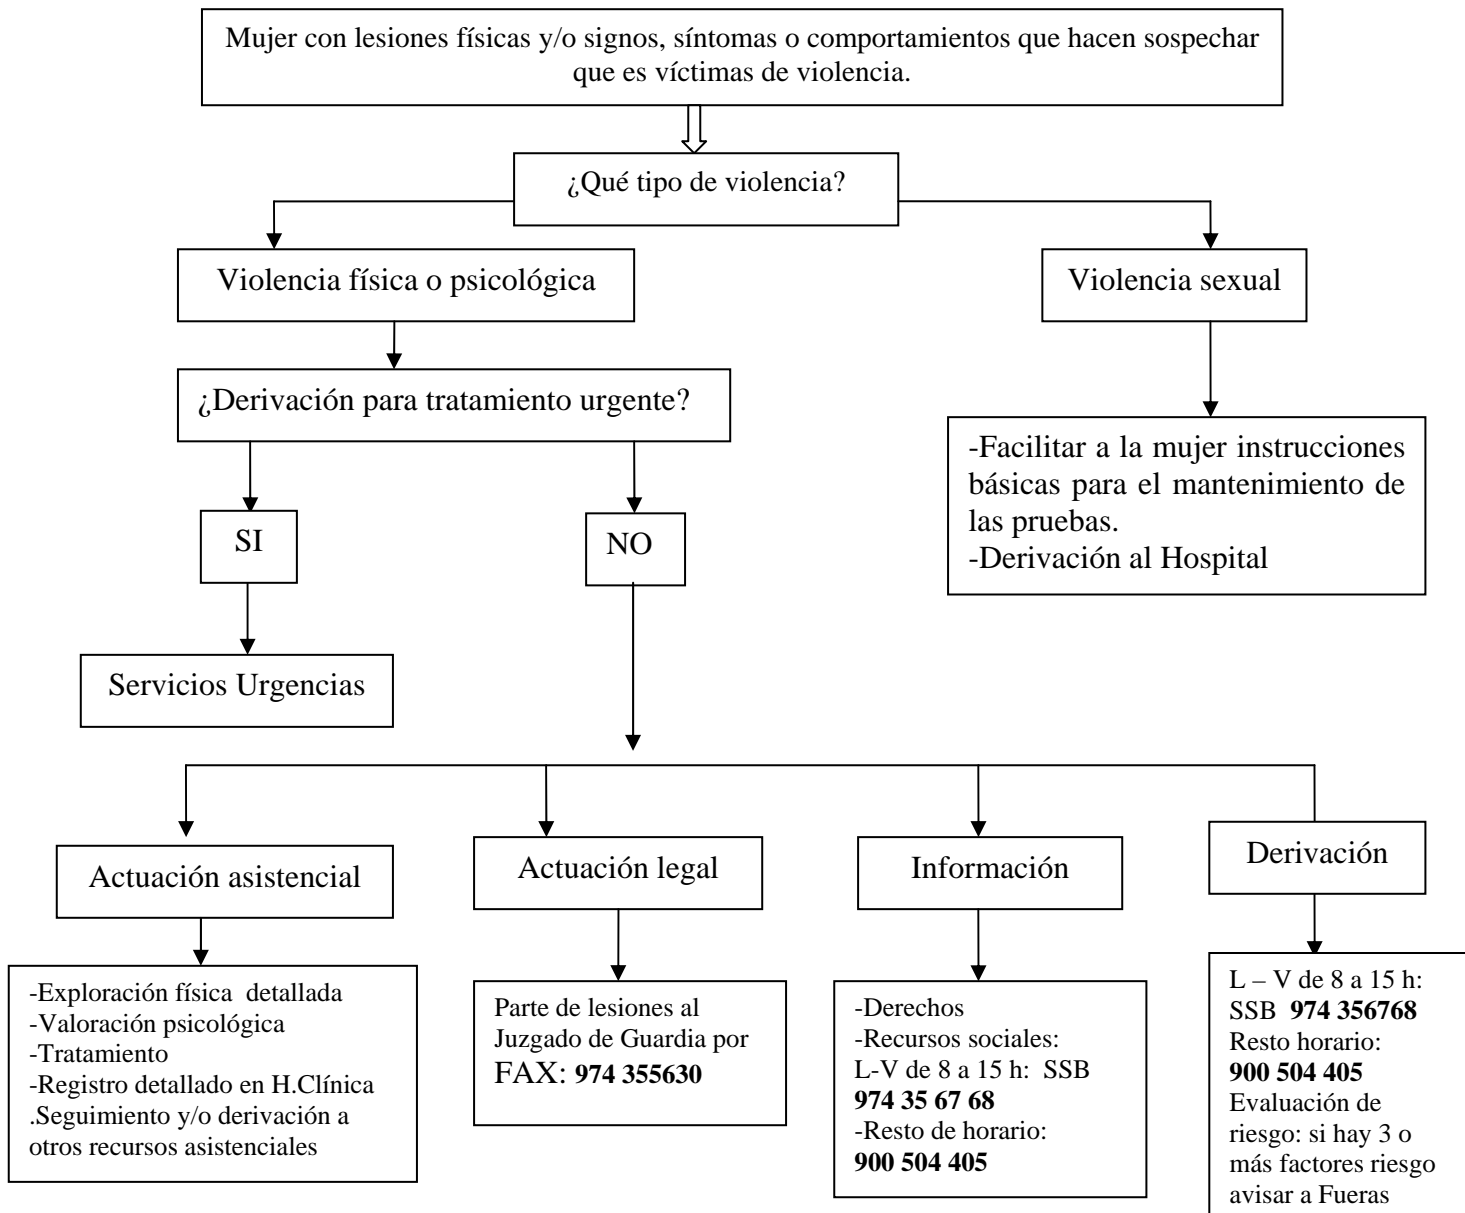 Mujer con lesiones físicas y/o signos, síntomas o comportamientos que hacen sospechar
que es víctimas de violencia.
¿Qué tipo de violencia?
Violencia física o psicológica
Violencia sexual
¿Derivación para tratamiento urgente?
-Facilitar a la mujer instrucciones
básicas para el mantenimiento de
las pruebas.
-Derivación al Hospital
SI
NO
Servicios Urgencias
Actuación asistencial
Actuación legal
Información
Derivación
-Exploración física detallada
-Valoración psicológica
-Tratamiento
-Registro detallado en H.Clínica
.Seguimiento y/o derivación a
otros recursos asistenciales
Parte de lesiones al
Juzgado de Guardia por
FAX: 974 355630
-Derechos
-Recursos sociales:
L-V de 8 a 15 h: SSB
974 35 67 68
-Resto de horario:
900 504 405
L – V de 8 a 15 h:
SSB 974 356768
Resto horario:
900 504 405
Evaluación de
riesgo: si hay 3 o
más factores riesgo
avisar a Fueras